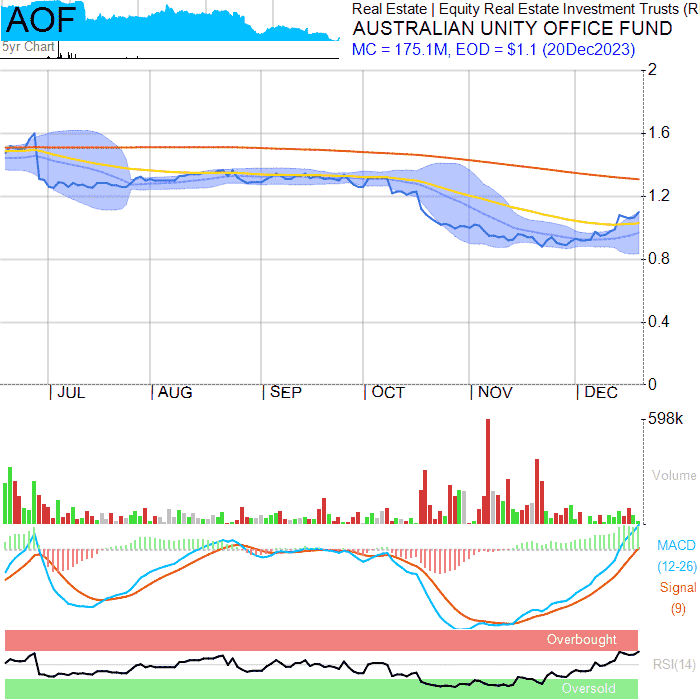 AOF
5yr Chart
Real Estate | Equity Real Estate Investment Trusts (R
AUSTRALIAN UNITY OFFICE FUND
MC = 175.1M, EOD = $1.1 (20Dec2023)
2
1.6
1.2
0.8
0.4
0
| JUL | AUG | SEP | OCT | NOV | DEC
598k
Volume
MACD
(12-26)
Signal
(9)
Overbought
RSI(14)
Oversold